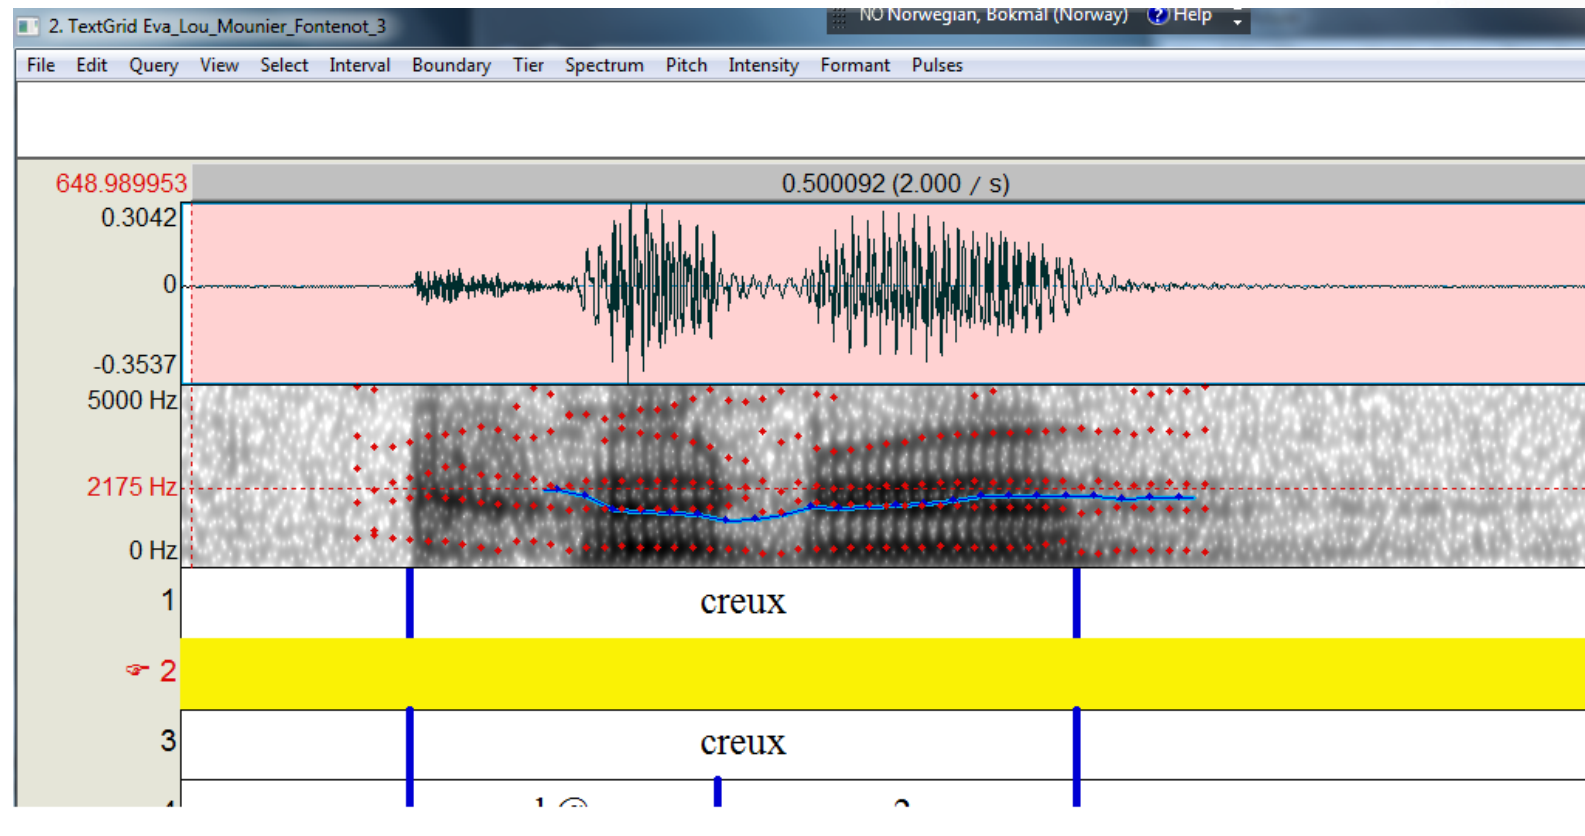 2. TextGrid Eva_Lou_Mounier_Fontenot_3
NO Norwegian, Bokmål (Norway) ? Help
File Edit Query View Select Interval Boundary Tier Spectrum Pitch Intensity Formant Pulses
648.989953
0.500092 (2.000 / s)
0.3042
0
-0.3537
5000 Hz
2175 Hz
0 Hz
1
creux
2
3
creux